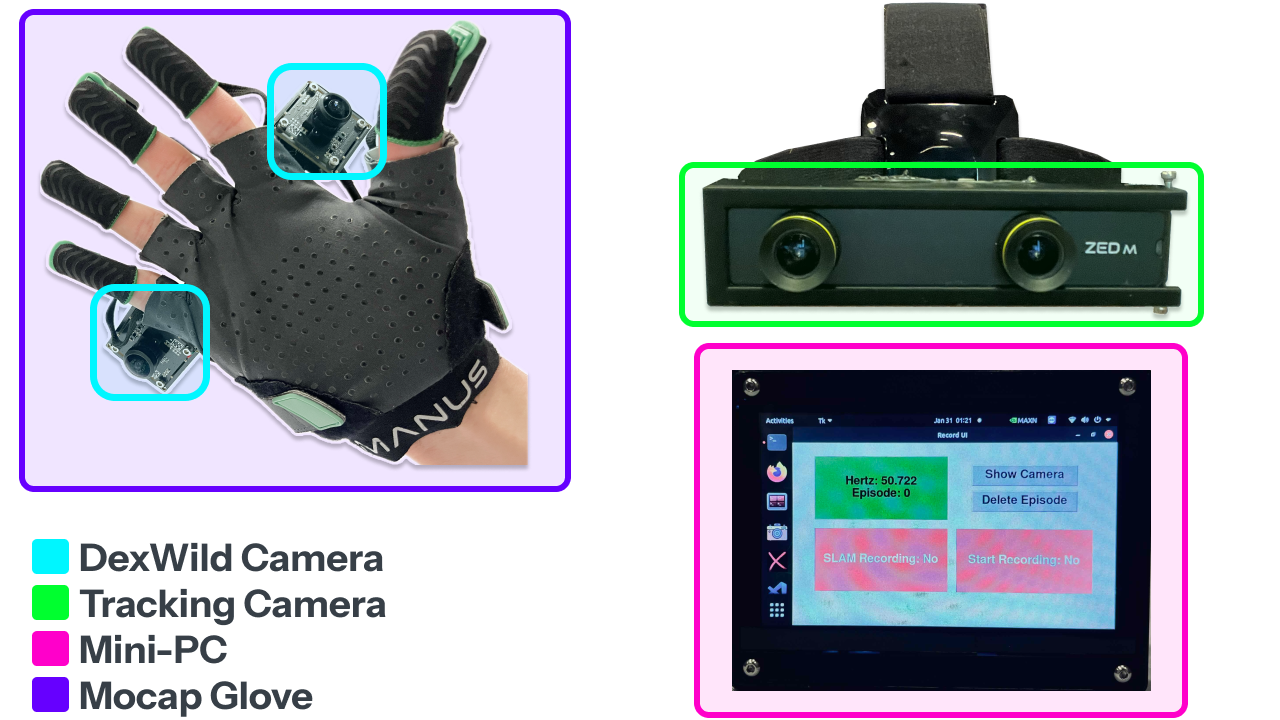 MANUS
ZED M
Activities
Tk
Jan 31 01:21
MAXN
Record UI
Hertz: 50.722
Episode: 0
Show Camera
Delete Episode
SLAM Recording: No
Start Recording: No
DexWild Camera
Tracking Camera
Mini-PC
Mocap Glove